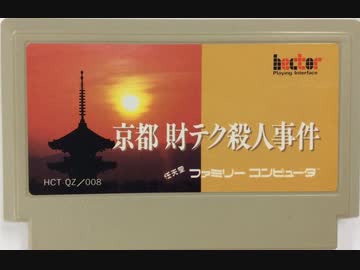 hector
Playing Interface
京都 財テク殺人事件
任天堂 ファミリー コンピュータ
HCT QZ/008